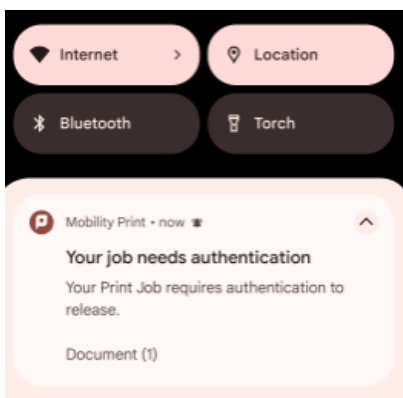 Internet
Location
Bluetooth
Torch
Mobility Print • now
Your job needs authentication
Your Print Job requires authentication to
release.
Document (1)